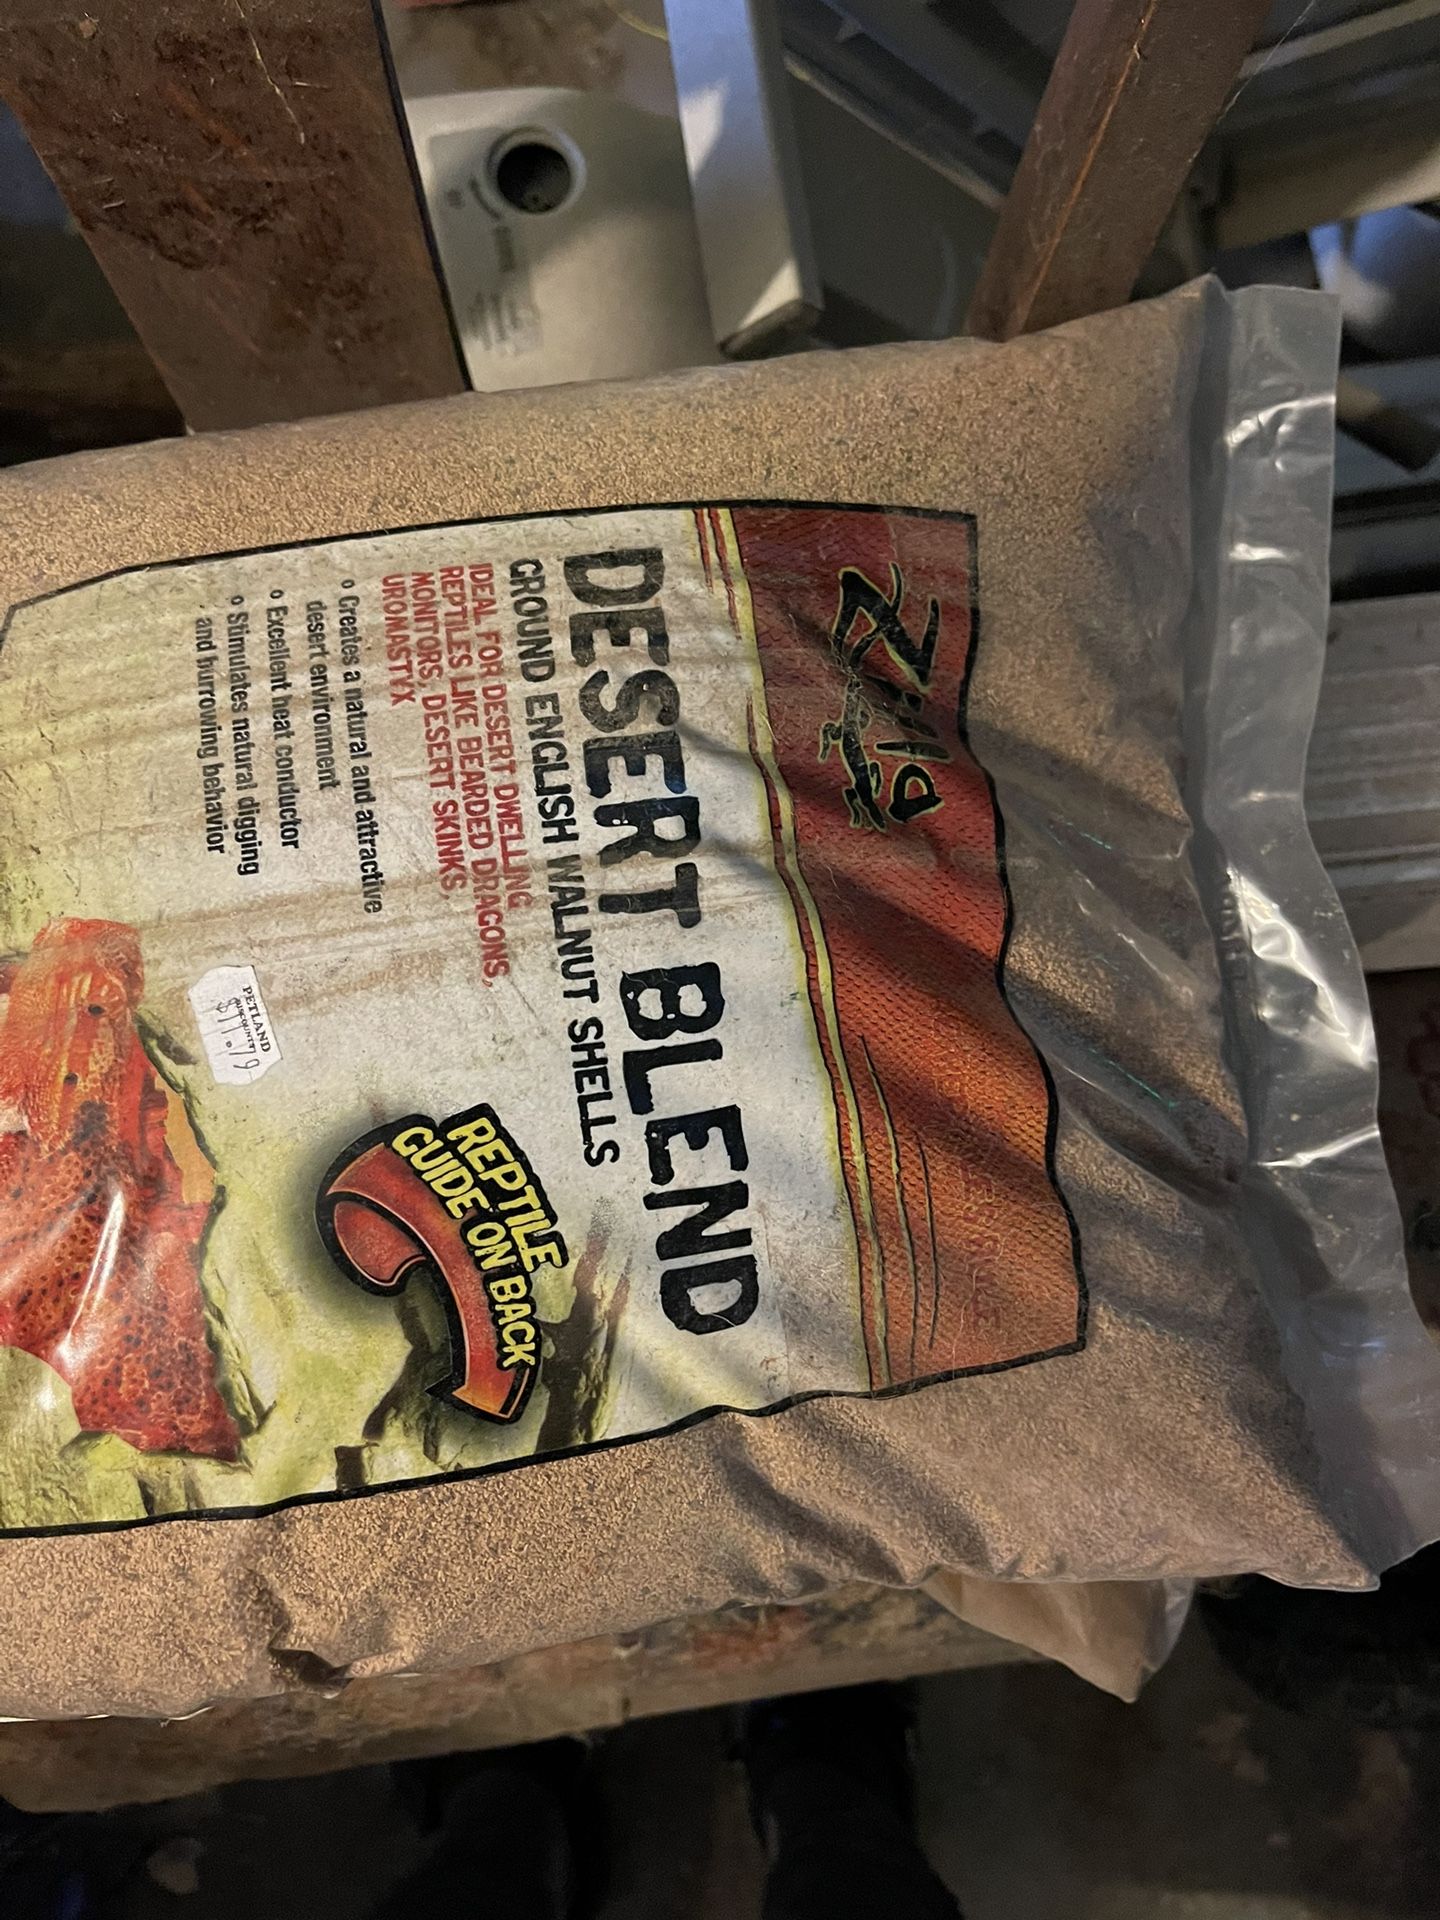 Zilla
DESERT BLEND
GROUND ENGLISH WALNUT SHELLS
IDEAL FOR DESERT DWELLING
REPTILES LIKE BEARDED DRAGONS,
MONITORS, DESERT SKINKS,
UROMASTYX
o Creates a natural and attractive
desert environment
o Excellent heat conductor
o Stimulates natural digging
and burrowing behavior
PETLAND
DISCOUNTS
REPTILE
GUIDE ON BACK